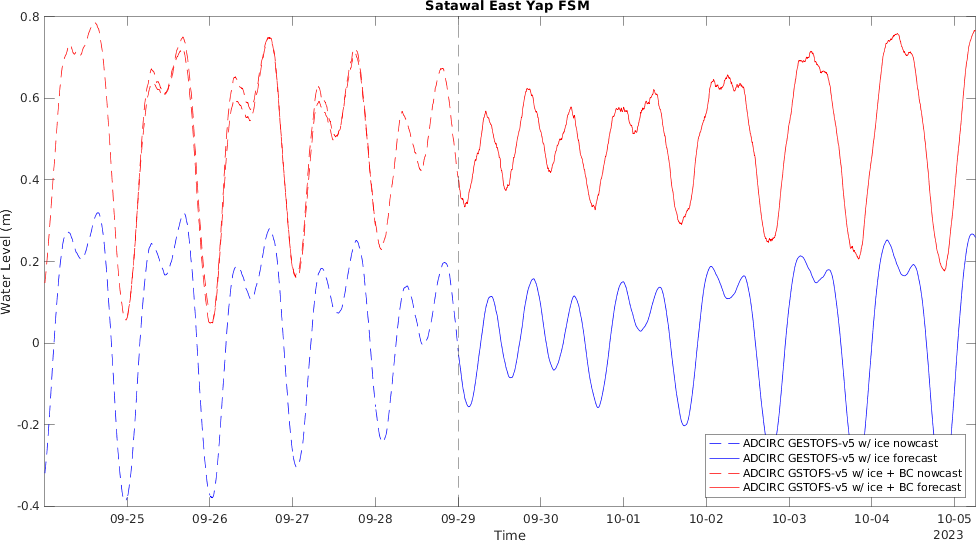 Satawal East Yap FSM
0.8
0.6
0.4
0.2
0
-0.2
-0.4
Water Level (m)
ADCIRC GESTOFS-v5 w/ ice nowcast
ADCIRC GESTOFS-v5 w/ ice forecast
ADCIRC GSTOFS-v5 w/ ice + BC nowcast
ADCIRC GSTOFS-v5 w/ ice + BC forecast
09-25 09-26 09-27 09-28 09-29 09-30 10-01 10-02 10-03 10-04 10-05
Time 2023